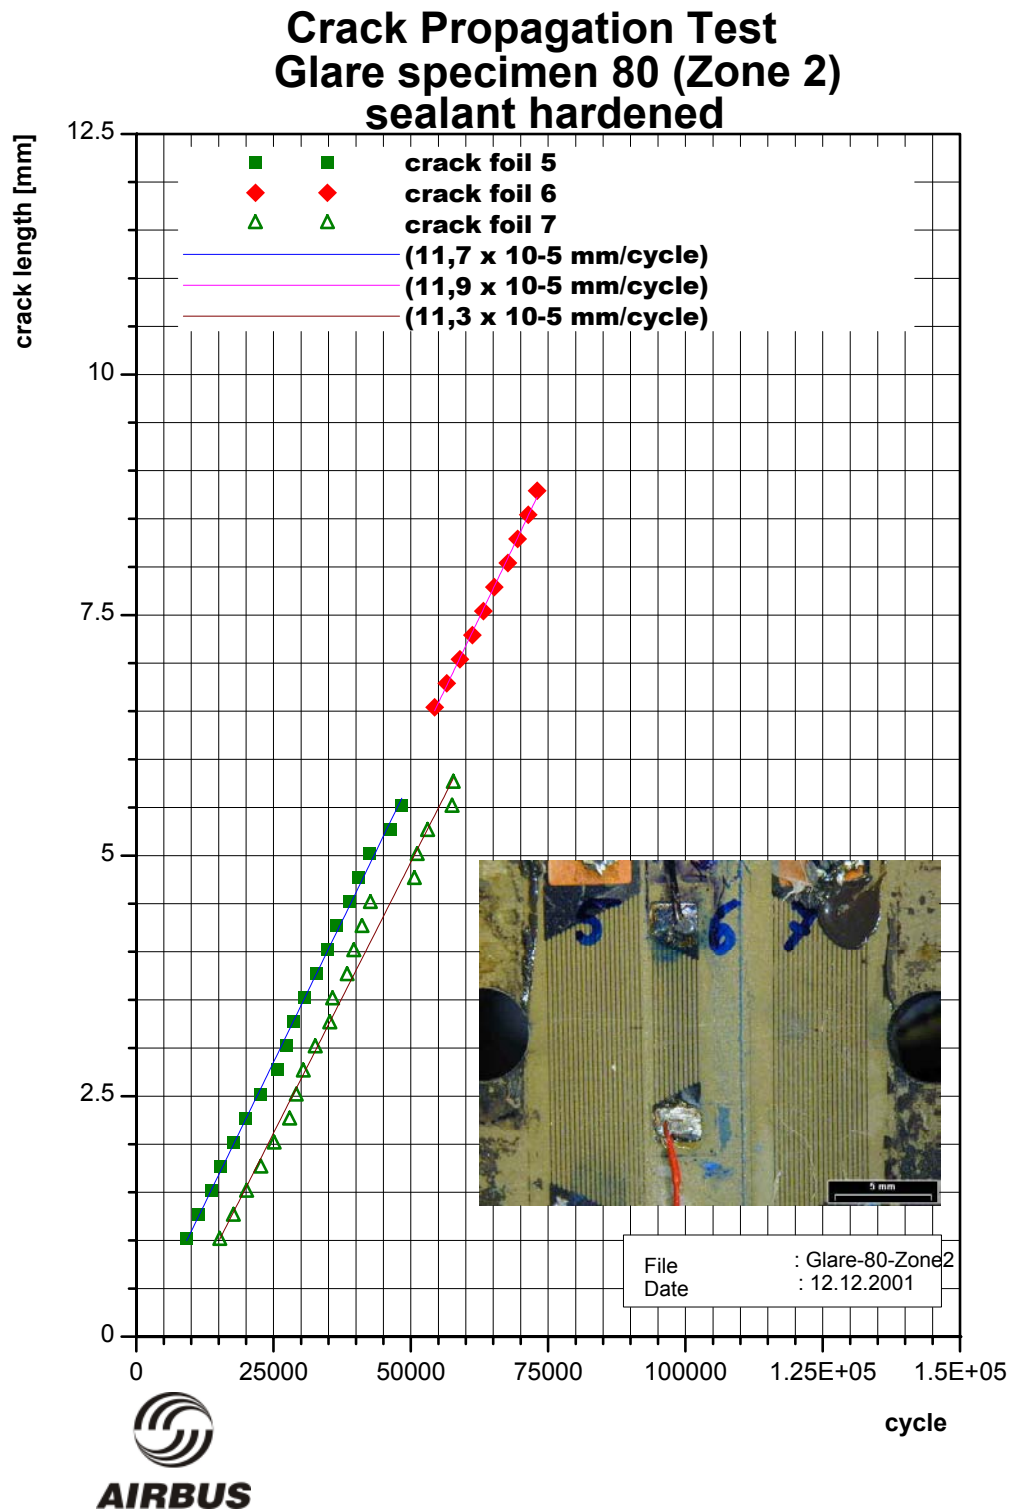 Crack Propagation Test
Glare specimen 80 (Zone 2)
sealant hardened
crack length [mm]
12.5
10
7.5
5
2.5
0
crack foil 5
crack foil 6
crack foil 7
(11,7 x 10-5 mm/cycle)
(11,9 x 10-5 mm/cycle)
(11,3 x 10-5 mm/cycle)
5
6
7
5 mm
File : Glare-80-Zone2
Date : 12.12.2001
0 25000 50000 75000 100000 1.25E+05 1.5E+05
cycle
AIRBUS